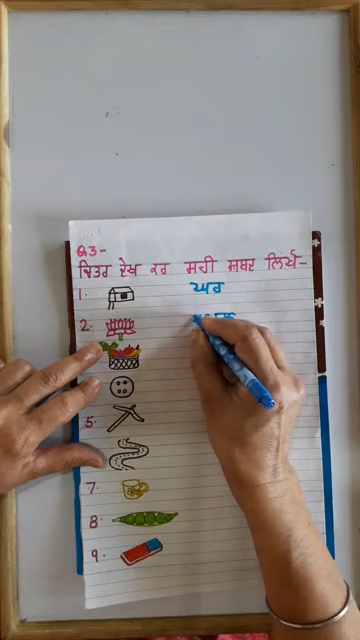 Q3-
ਚਿਤਰ ਦੇਖ ਕਰ ਸਹੀ ਸ਼ਬਦ ਲਿਖੋ-
1. ਘਰ
2.
5.
7.
8.
9.